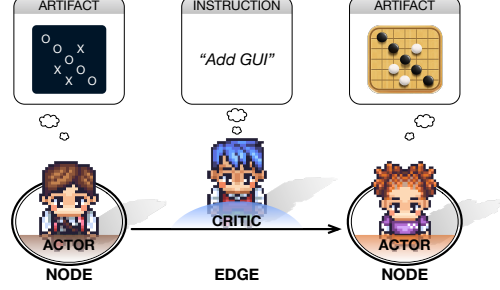 ARTIFACT
INSTRUCTION
ARTIFACT
O
O X
O
X X O
X O
“Add GUI”
CRITIC
ACTOR
ACTOR
NODE
EDGE
NODE